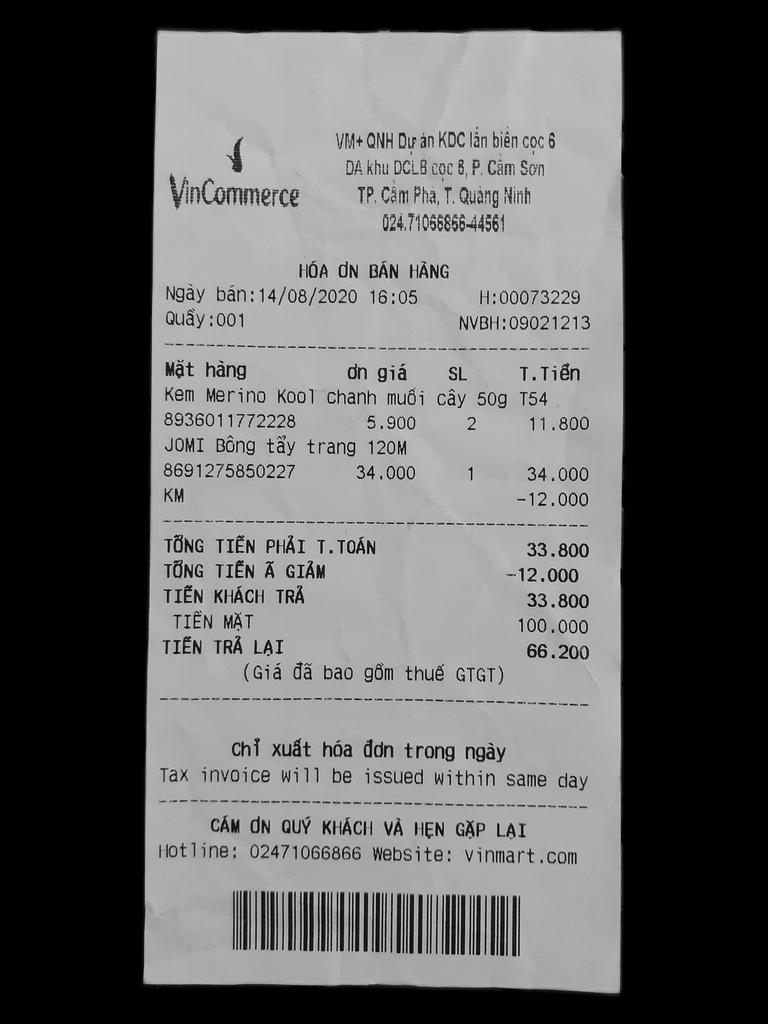 VinCommerce
VM+ QNH Dự án KDC lấn biển cọc 6
DA khu DCLB cọc 6, P. Cẩm Sơn
TP. Cẩm Phả, T. Quảng Ninh
024.71066866-44561
HÓA ƠN BÁN HÀNG
Ngày bán:14/08/2020 16:05 H:00073229
Quầy:001 NVBH:09021213
Mặt hàng ơn giá SL T.Tiền
Kem Merino Kool chanh muối cây 50g T54
8936011772228 5.900 2 11.800
JOMI Bông tẩy trang 120M
8691275850227 34.000 1 34.000
KM -12.000
TỔNG TIỀN PHẢI T.TOÁN 33.800
TỔNG TIỀN Ã GIẢM -12.000
TIỀN KHÁCH TRẢ 33.800
TIỀN MẶT 100.000
TIỀN TRẢ LẠI 66.200
(Giá đã bao gồm thuế GTGT)
Chỉ xuất hóa đơn trong ngày
Tax invoice will be issued within same day
CÁM ƠN QUÝ KHÁCH VÀ HẸN GẶP LẠI
Hotline: 02471066866 Website: vinmart.com